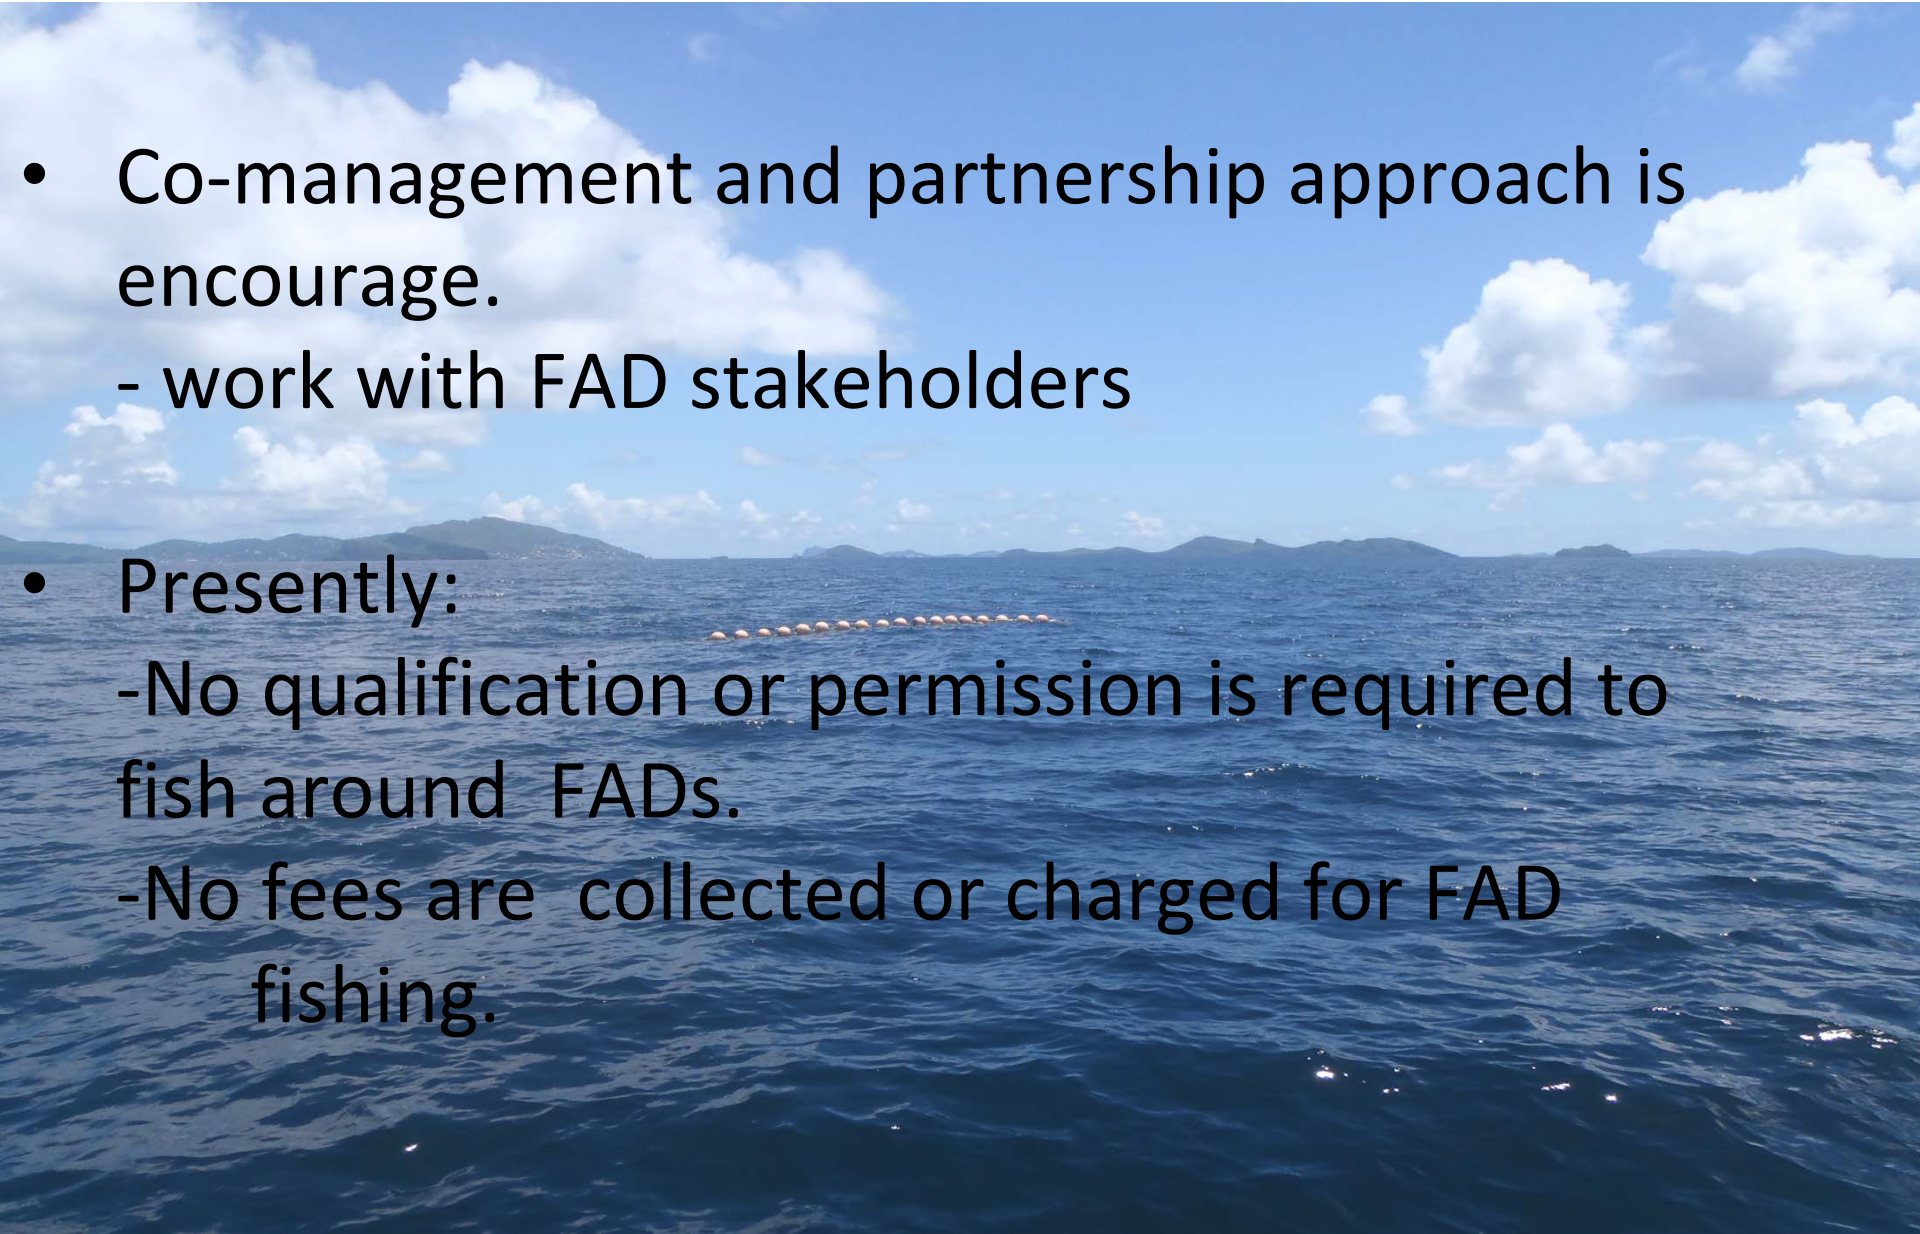 • Co-management and partnership approach is
encourage.
- work with FAD stakeholders
• Presently:
-No qualification or permission is required to
fish around  FADs.
-No fees are  collected or charged for FAD
fishing.